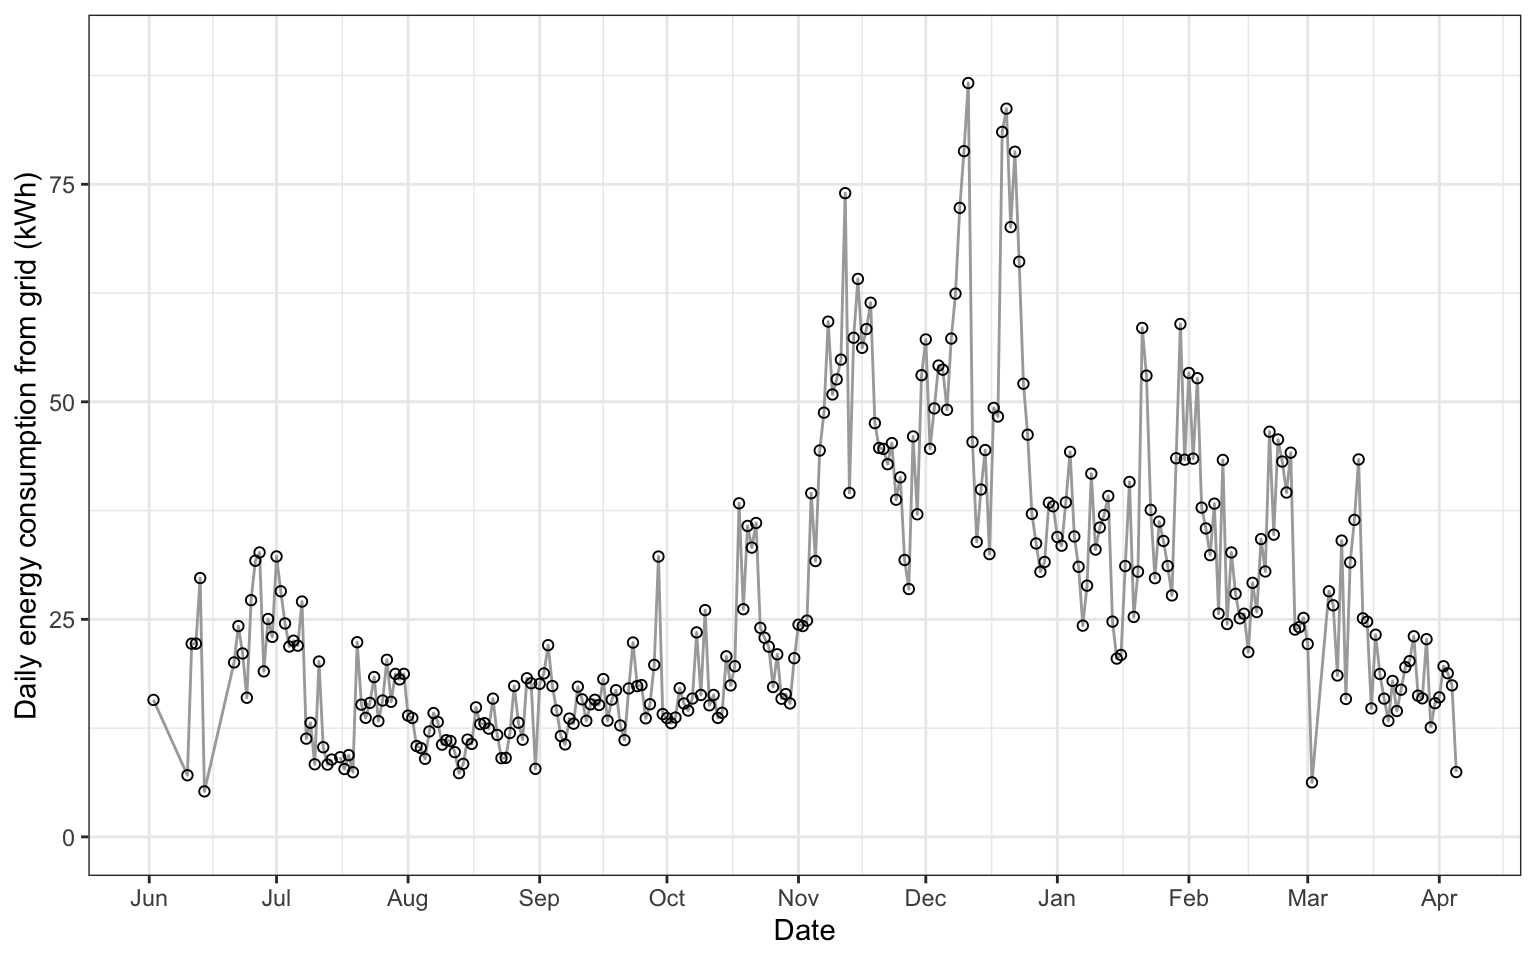 Daily energy consumption from grid (kWh)
75
50
25
0
Jun Jul Aug Sep Oct Nov Dec Jan Feb Mar Apr
Date